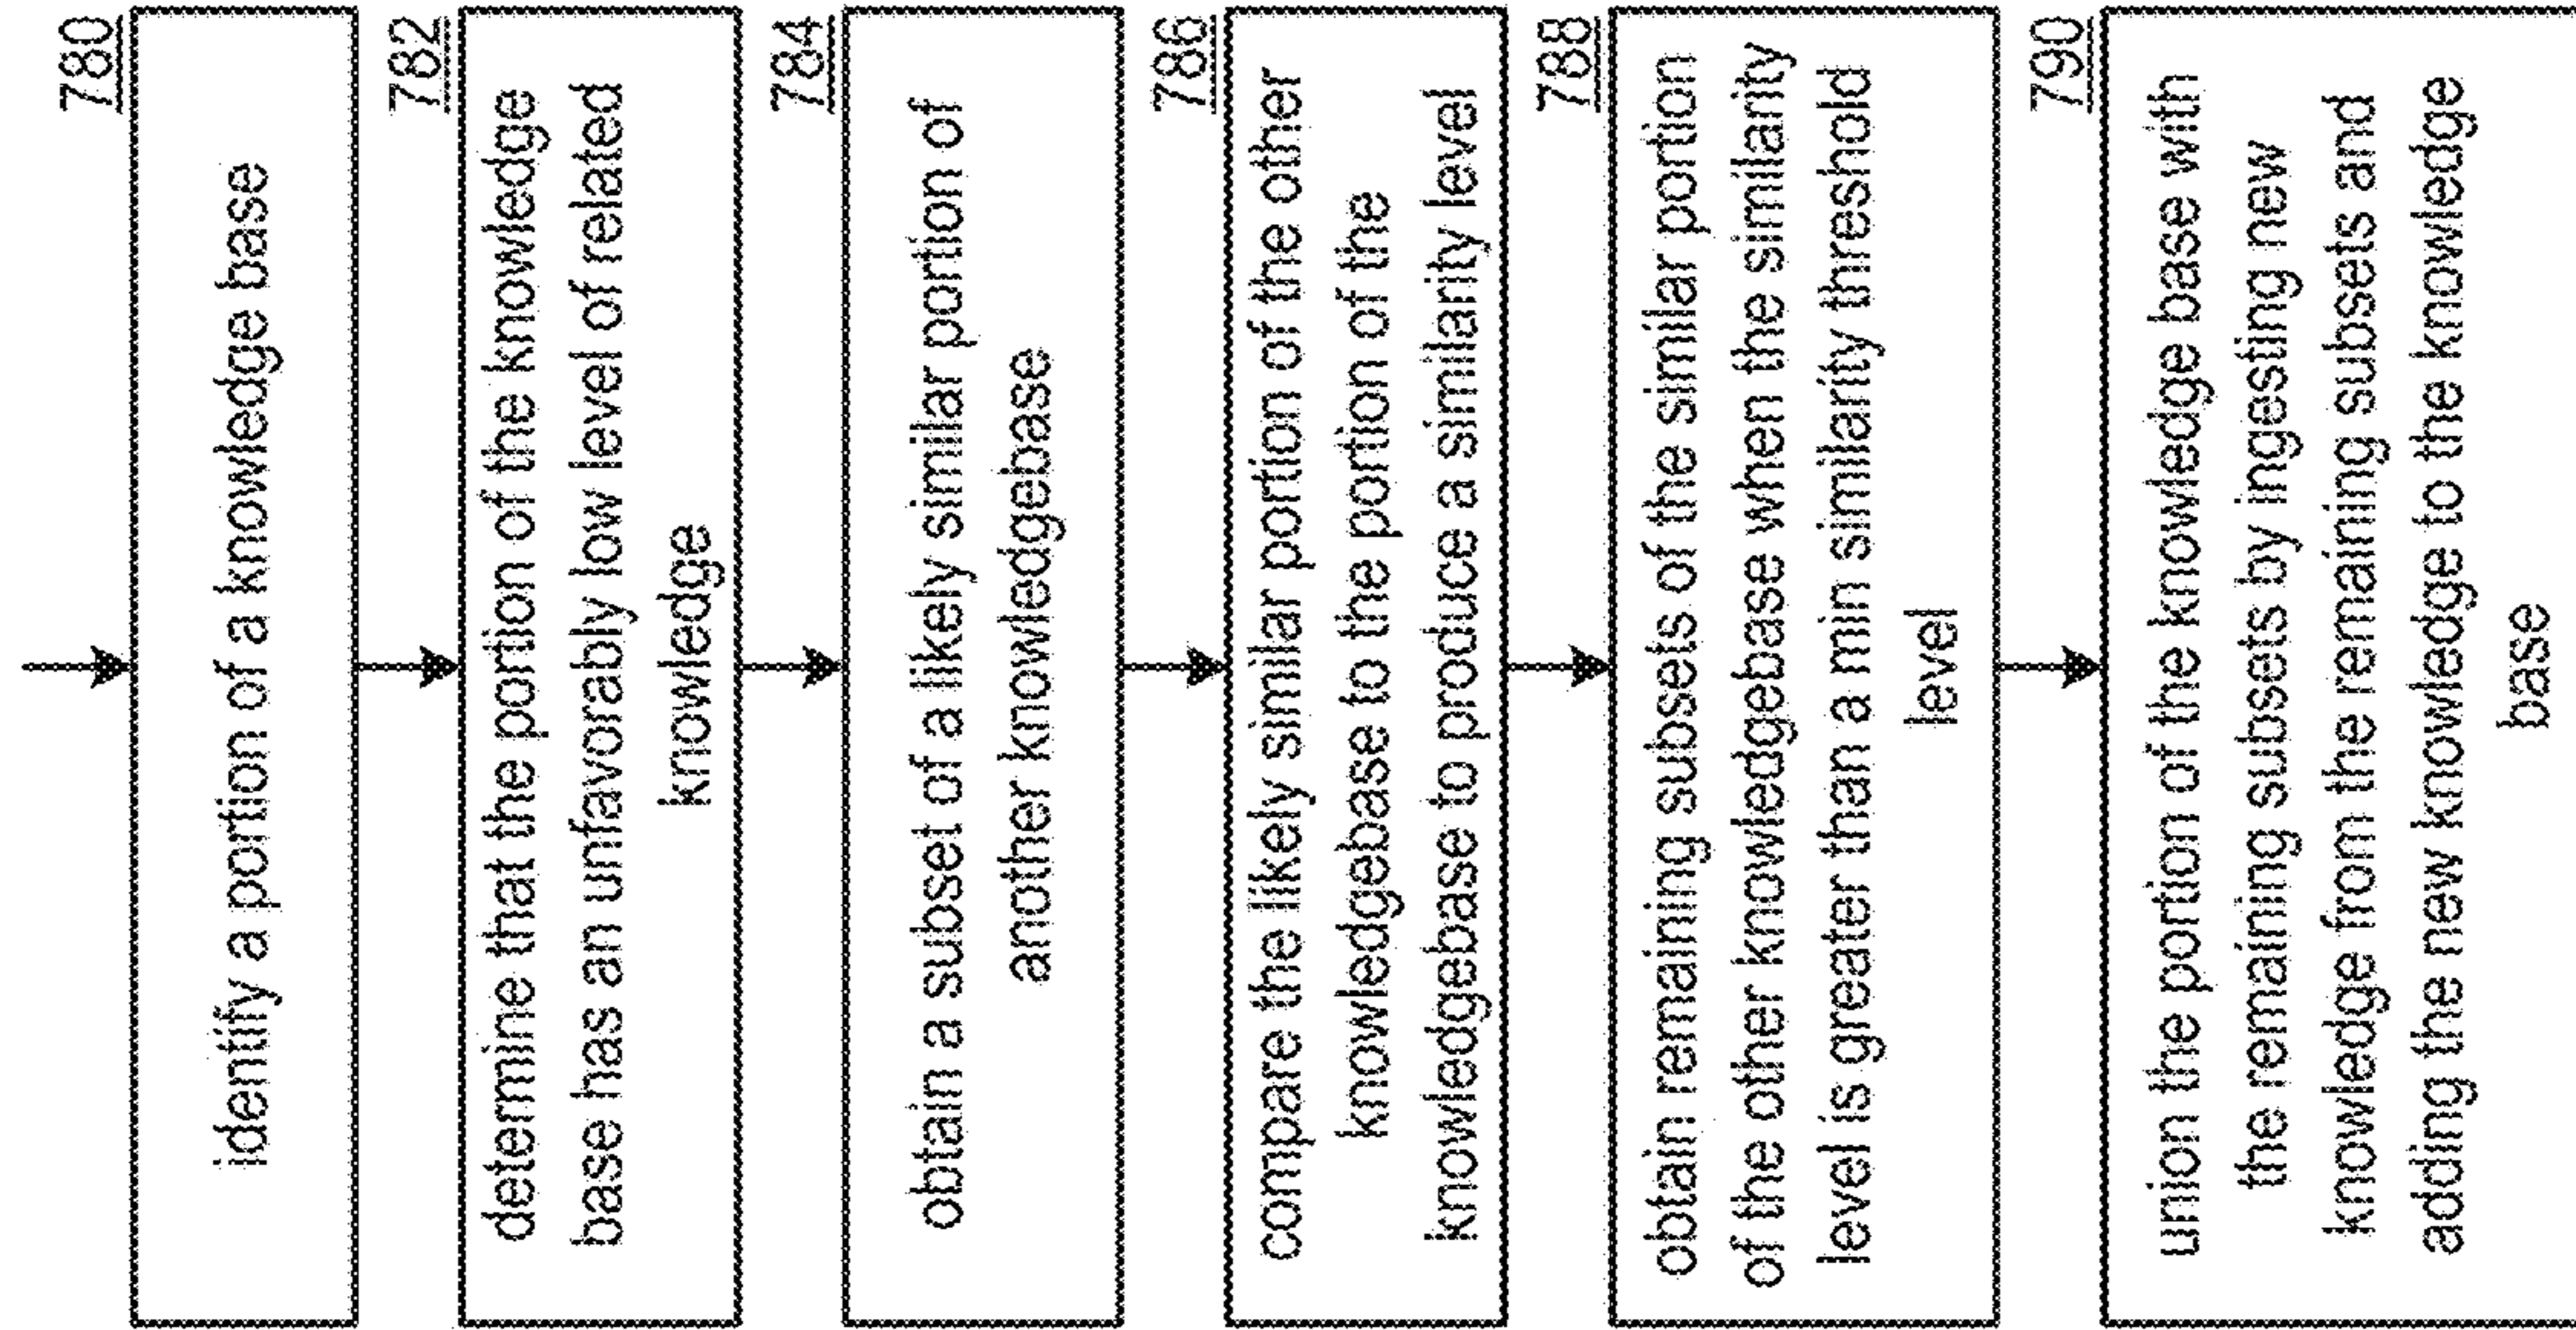 780
identify a portion of a knowledge base
782
determine that the portion of the knowledge
base has an unfavorably low level of related
knowledge
784
obtain a subset of a likely similar portion of
another knowledgebase
786
compare the likely similar portion of the other
knowledgebase to the portion of the
knowledgebase to produce a similarity level
788
obtain remaining subsets of the similar portion
of the other knowledgebase when the similarity
level is greater than a min similarity threshold
level
790
union the portion of the knowledge base with
the remaining subsets by ingesting new
knowledge from the remaining subsets and
adding the new knowledge to the knowledge
base